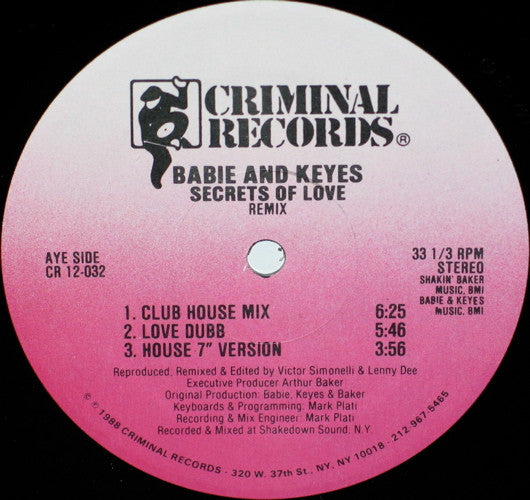 CRIMINAL
RECORDS®
BABIE AND KEYES
SECRETS OF LOVE
REMIX
AYE SIDE
CR 12-032
33 1/3 RPM
STEREO
SHAKIN' BAKER
MUSIC, BMI
BABIE & KEYES
MUSIC, BMI
1. CLUB HOUSE MIX 6:25
2. LOVE DUBB 5:46
3. HOUSE 7" VERSION 3:56
Reproduced, Remixed & Edited by Victor Simonelli & Lenny Dee
Executive Producer Arthur Baker
Original Production: Babie, Keyes & Baker
Keyboards & Programming: Mark Plati
Recording & Mix Engineer: Mark Plati
Recorded & Mixed at Shakedown Sound, N.Y.
© ℗ 1988 CRIMINAL RECORDS · 320 W. 37th St., NY, NY 10018 · 212-967-5465